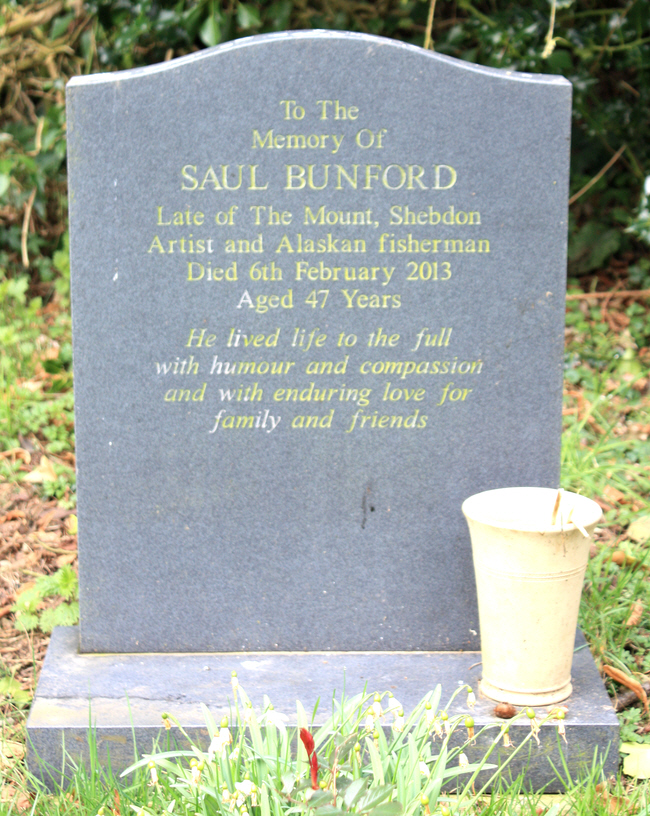 To The
Memory Of
SAUL BUNFORD
Late of The Mount, Shebdon
Artist and Alaskan fisherman
Died 6th February 2013
Aged 47 Years
He lived life to the full
with humour and compassion
and with enduring love for
family and friends